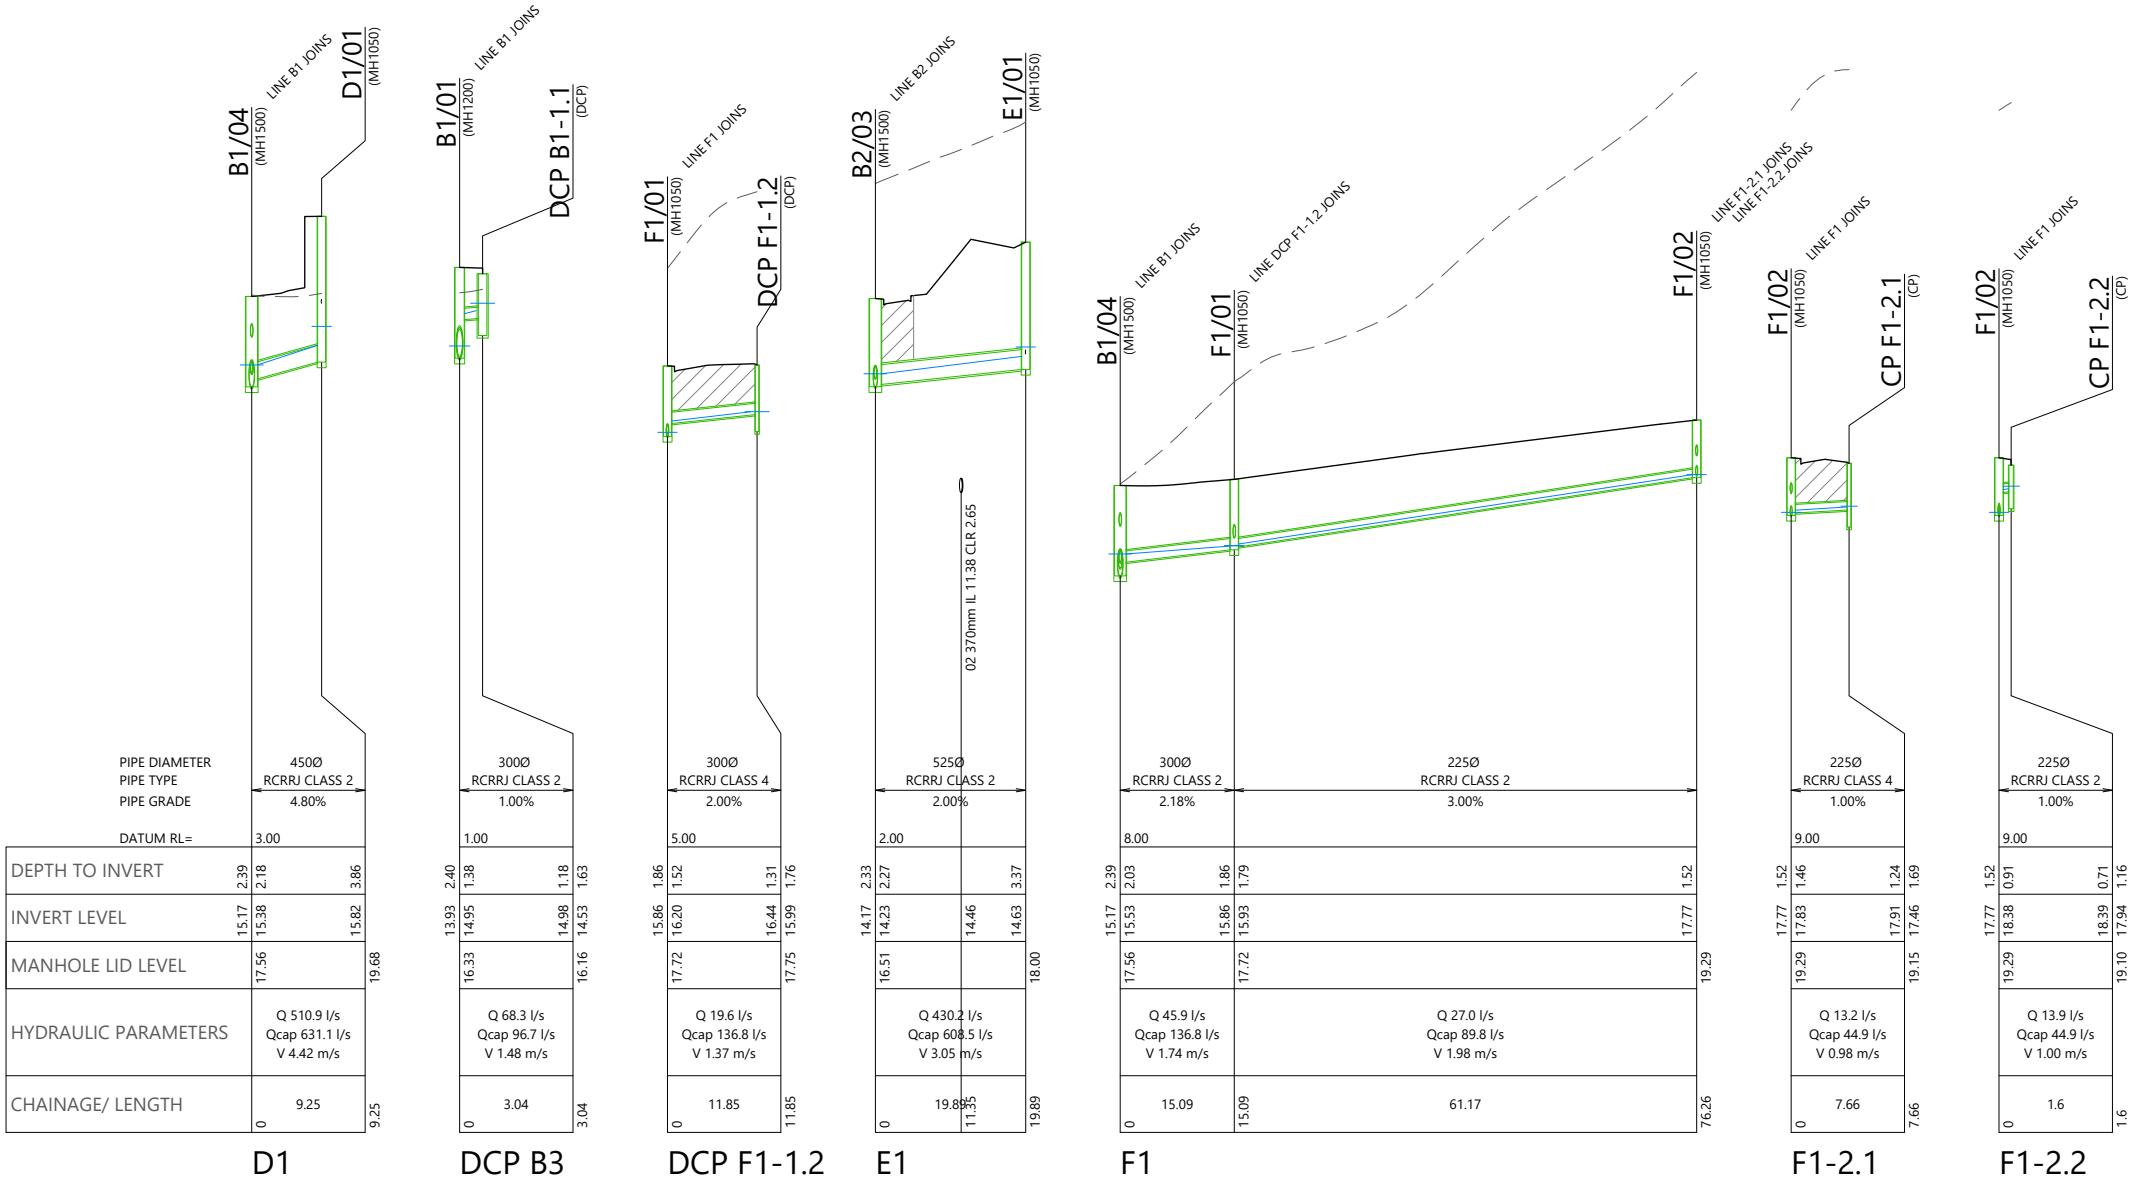 B1/04
(MH1500)
LINE B1 JOINS
D1/01
(MH1050)
B1/01
(MH1200)
LINE B1 JOINS
DCP B1-1.1
(DCP)
F1/01
(MH1050)
LINE F1 JOINS
DCP F1-1.2
(DCP)
B2/03
(MH1500)
LINE B2 JOINS
E1/01
(MH1050)
02 370mm IL 11.38 CLR 2.65
B1/04
(MH1500)
LINE B1 JOINS
F1/01
(MH1050)
LINE DCP F1-1.2 JOINS
F1/02
(MH1050)
LINE F1-2.1 JOINS
LINE F1-2.2 JOINS
F1/02
(MH1050)
LINE F1 JOINS
CP F1-2.1
(CP)
F1/02
(MH1050)
LINE F1 JOINS
CP F1-2.2
(CP)
PIPE DIAMETER 450Ø 300Ø 300Ø 525Ø 300Ø 225Ø 225Ø 225Ø
PIPE TYPE RCRRJ CLASS 2 RCRRJ CLASS 2 RCRRJ CLASS 4 RCRRJ CLASS 2 RCRRJ CLASS 2 RCRRJ CLASS 2 RCRRJ CLASS 4 RCRRJ CLASS 2
PIPE GRADE 4.80% 1.00% 2.00% 2.00% 2.18% 3.00% 1.00% 1.00%
DATUM RL= 3.00 1.00 5.00 2.00 8.00 9.00 9.00
DEPTH TO INVERT 2.39 2.18 3.86 2.40 1.38 1.18 1.63 1.86 1.52 1.31 1.76 2.33 2.27 3.37 2.39 2.03 1.86 1.79 1.52 1.52 1.46 1.24 1.69 1.52 0.91 0.71 1.16
INVERT LEVEL 15.17 15.38 15.82 13.93 14.95 14.98 14.53 15.86 16.20 16.44 15.99 14.17 14.23 14.46 14.63 15.17 15.53 15.86 15.93 17.77 17.77 17.83 17.91 17.46 17.77 18.38 18.39 17.94
MANHOLE LID LEVEL 17.56 19.68 16.33 16.16 17.72 17.75 16.51 18.00 17.56 17.72 19.29 19.29 19.15 19.29 19.10
HYDRAULIC PARAMETERS
Q 510.9 l/s Q 68.3 l/s Q 19.6 l/s Q 430.2 l/s Q 45.9 l/s Q 27.0 l/s Q 13.2 l/s Q 13.9 l/s
Qcap 631.1 l/s Qcap 96.7 l/s Qcap 136.8 l/s Qcap 608.5 l/s Qcap 136.8 l/s Qcap 89.8 l/s Qcap 44.9 l/s Qcap 44.9 l/s
V 4.42 m/s V 1.48 m/s V 1.37 m/s V 3.05 m/s V 1.74 m/s V 1.98 m/s V 0.98 m/s V 1.00 m/s
CHAINAGE/ LENGTH 0 9.25 9.25 0 3.04 3.04 0 11.85 11.85 0 19.89 11.35 19.89 0 15.09 15.09 61.17 76.26 0 7.66 7.66 0 1.6 1.6
D1 DCP B3 DCP F1-1.2 E1 F1 F1-2.1 F1-2.2